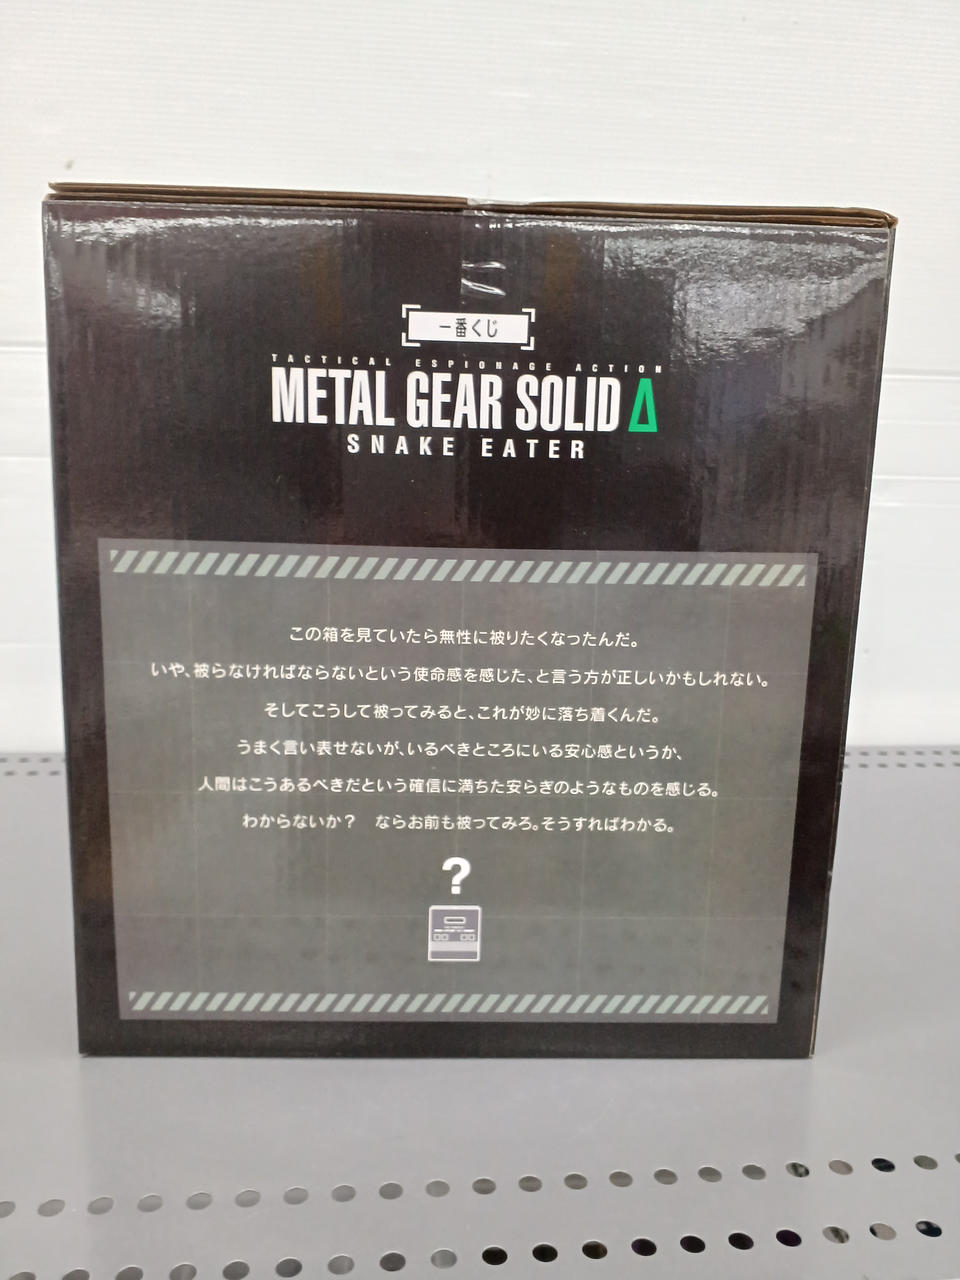 一番くじ
TACTICAL ESPIONAGE ACTION
METAL GEAR SOLID Δ
SNAKE EATER
この箱を見ていたら無性に被りたくなったんだ。
いや、被らなければならないという使命感を感じた、と言う方が正しいかもしれない。
そしてこうして被ってみると、これが妙に落ち着くんだ。
うまく言い表せないが、いるべきところにいる安心感というか、
人間はこうあるべきだという確信に満ちた安らぎのようなものを感じる。
わからないか？　ならお前も被ってみろ。そうすればわかる。
?